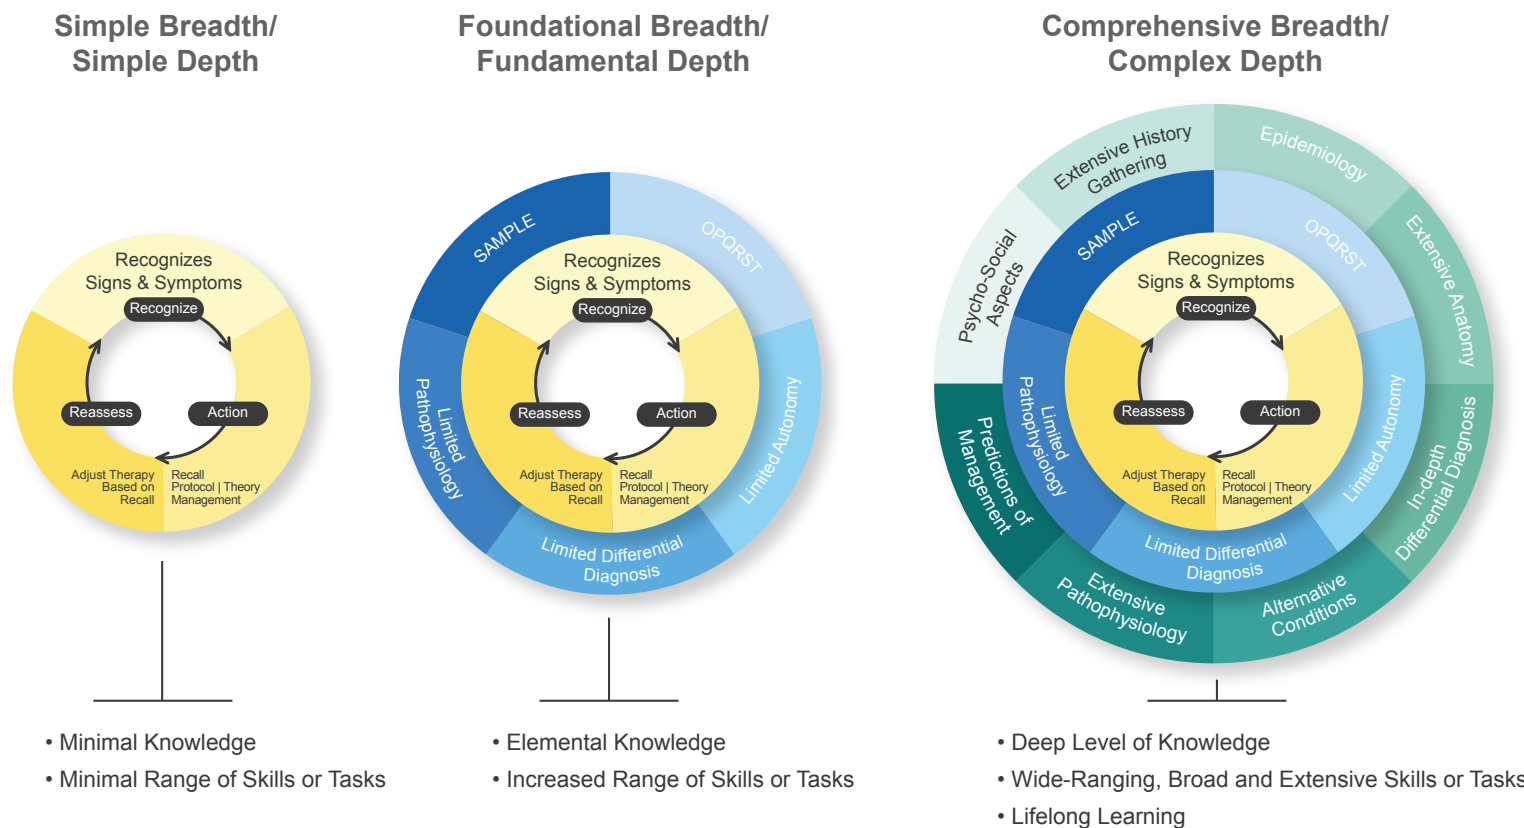 Simple Breadth/
Simple Depth
Recognizes
Signs & Symptoms
Recognize
Reassess
Action
Adjust Therapy
Based on
Recall
Recall
Protocol | Theory
Management
• Minimal Knowledge
• Minimal Range of Skills or Tasks
Foundational Breadth/
Fundamental Depth
SAMPLE
OPQRST
Recognizes
Signs & Symptoms
Recognize
Reassess
Action
Adjust Therapy
Based on
Recall
Recall
Protocol | Theory
Management
Limited
Pathophysiology
Limited Autonomy
Limited Differential
Diagnosis
• Elemental Knowledge
• Increased Range of Skills or Tasks
Comprehensive Breadth/
Complex Depth
Extensive History
Gathering
Epidemiology
Psycho-Social
Aspects
Extensive Anatomy
SAMPLE
OPQRST
Recognizes
Signs & Symptoms
Recognize
Reassess
Action
Adjust Therapy
Based on
Recall
Recall
Protocol | Theory
Management
Limited
Pathophysiology
Limited Autonomy
Limited Differential
Diagnosis
Predictions of
Management
In-depth
Differential Diagnosis
Extensive
Pathophysiology
Alternative
Conditions
• Deep Level of Knowledge
• Wide-Ranging, Broad and Extensive Skills or Tasks
• Lifelong Learning